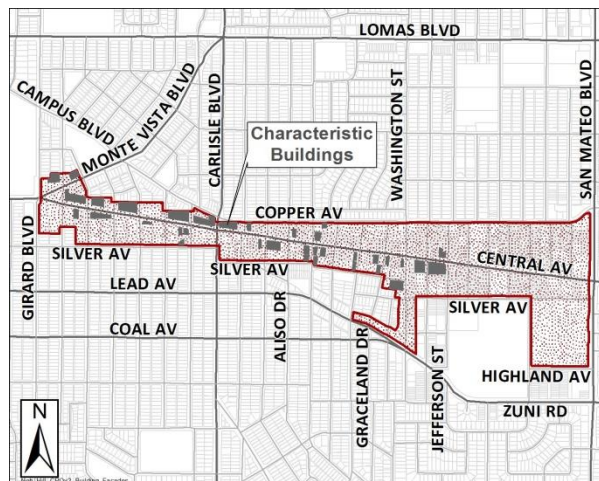 LOMAS BLVD
CAMPUS BLVD
MONTE VISTA BLVD
CARLISLE BLVD
WASHINGTON ST
SAN MATEO BLVD
Characteristic
Buildings
COPPER AV
CENTRAL AV
GIRARD BLVD
SILVER AV
SILVER AV
SILVER AV
LEAD AV
COAL AV
ALISO DR
GRACELAND DR
JEFFERSON ST
HIGHLAND AV
ZUNI RD
N